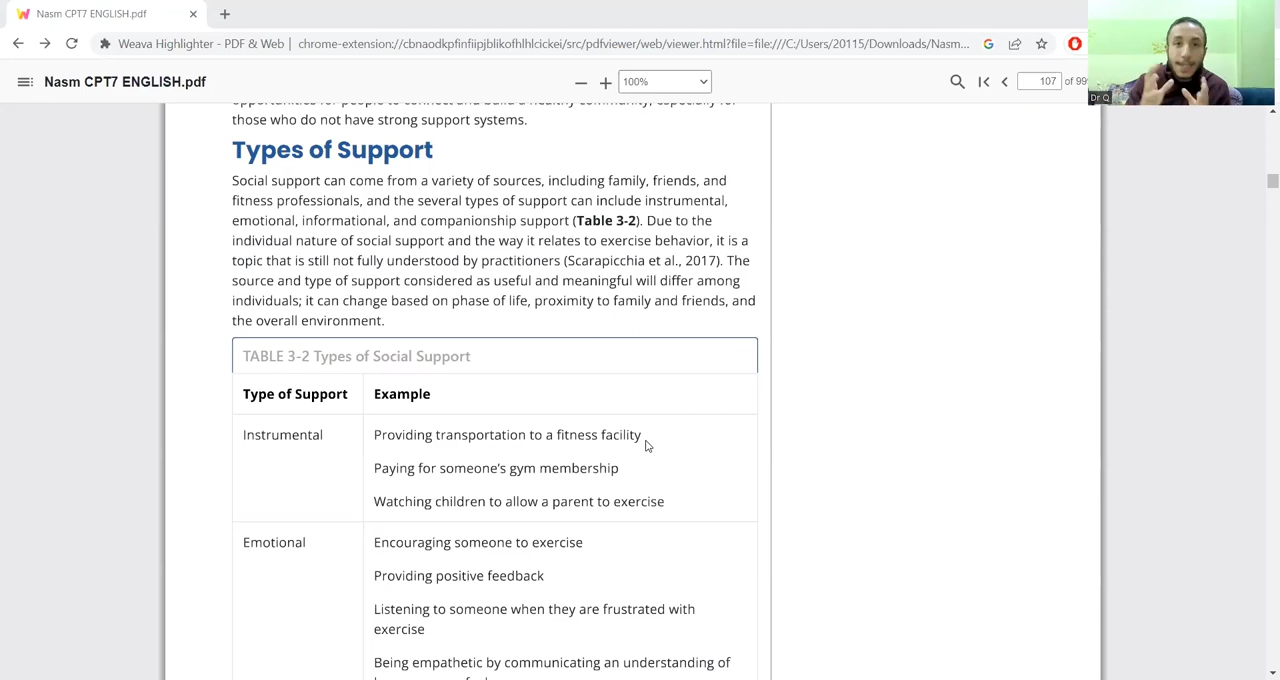 Nasm CPT7 ENGLISH.pdf
Weava Highlighter - PDF & Web | chrome-extension://cbnaodkpfinfiipjblikofhlhlcickei/src/pdfviewer/web/viewer.html?file=file:///C:/Users/20115/Downloads/Nasm...
Nasm CPT7 ENGLISH.pdf
100%
107 of 99
Dr Q
those who do not have strong support systems.
Types of Support
Social support can come from a variety of sources, including family, friends, and
fitness professionals, and the several types of support can include instrumental,
emotional, informational, and companionship support (Table 3-2). Due to the
individual nature of social support and the way it relates to exercise behavior, it is a
topic that is still not fully understood by practitioners (Scarapicchia et al., 2017). The
source and type of support considered as useful and meaningful will differ among
individuals; it can change based on phase of life, proximity to family and friends, and
the overall environment.
TABLE 3-2 Types of Social Support
Type of Support Example
Instrumental Providing transportation to a fitness facility
Paying for someone's gym membership
Watching children to allow a parent to exercise
Emotional Encouraging someone to exercise
Providing positive feedback
Listening to someone when they are frustrated with
exercise
Being empathetic by communicating an understanding of